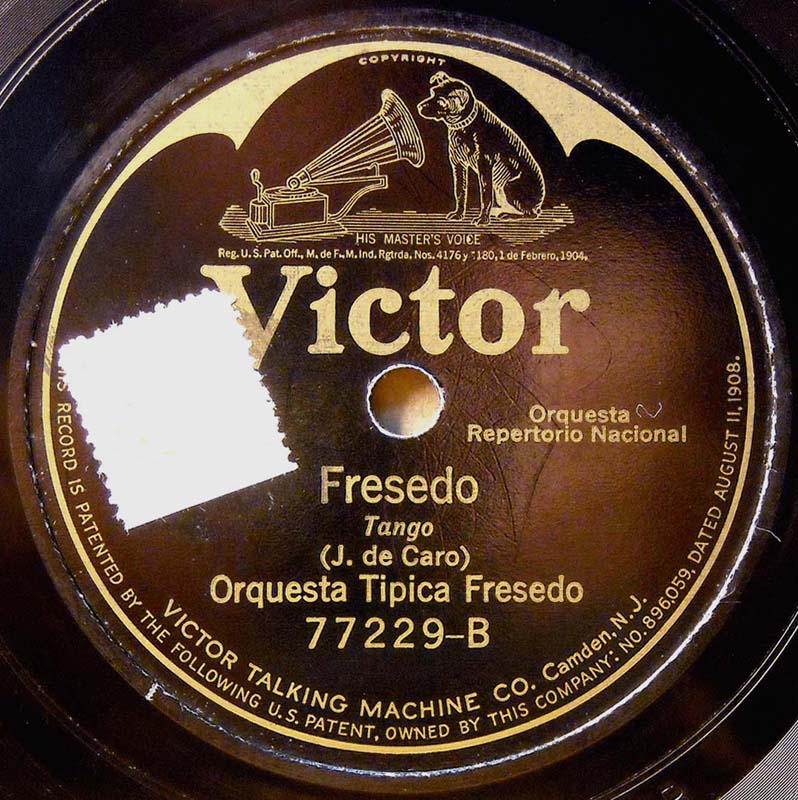 COPYRIGHT
HIS MASTER'S VOICE
Reg. U. S. Pat. Off., M. de F., M. Ind. Rgtrda. Nos. 4176 y 180, 1 de Febrero, 1904.
Victor
Orquesta
Repertorio Nacional
Fresedo
Tango
(J. de Caro)
Orquesta Tipica Fresedo
77229-B
VICTOR TALKING MACHINE CO. Camden, N. J.
RECORD IS PATENTED BY THE FOLLOWING U.S. PATENT, OWNED BY THIS COMPANY: NO. 896,059, DATED AUGUST 11, 1908.